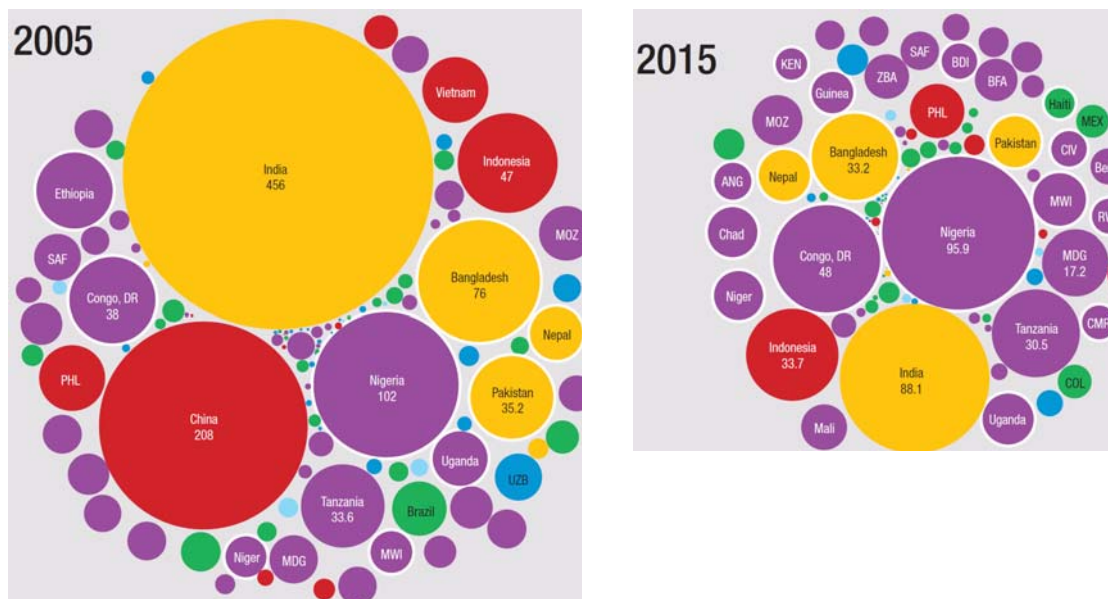 2005
India
456
Vietnam
Indonesia
47
Ethiopia
SAF
Congo, DR
38
MOZ
Bangladesh
76
Nepal
PHL
China
208
Nigeria
102
Pakistan
35.2
Uganda
UZB
Tanzania
33.6
Brazil
Niger
MDG
MWI
2015
KEN
Guinea
ZBA
SAF
BDI
BFA
MOZ
PHL
Haiti
MEX
Bangladesh
33.2
Pakistan
CIV
Nepal
ANG
MWI
Chad
Nigeria
95.9
Congo, DR
48
MDG
17.2
Niger
Tanzania
30.5
CMR
Indonesia
33.7
India
88.1
COL
Mali
Uganda